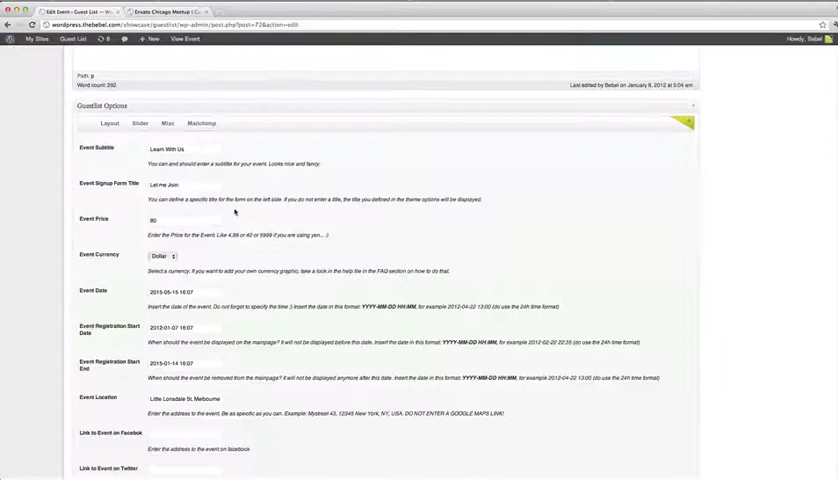 Edit Event ‹ Guest List — W...
Envato Chicago Meetup | G...
wordpress.thebebel.com/showcase/guestlist/wp-admin/post.php?post=72&action=edit
My Sites Guest List 6 + New View Event Howdy, Bebel
Path: p
Word count: 292 Last edited by Bebel on January 8, 2012 at 5:04 am
Guestlist Options
Layout Slider Misc Mailchimp
Event Subtitle
Learn With Us
You can and should enter a subtitle for your event. Looks nice and fancy.
Event Signup Form Title
Let me Join
You can define a specific title for the form on the left side. If you do not enter a title, the title you defined in the theme options will be displayed.
Event Price
80
Enter the Price for the Event. Like 4.99 or 40 or 5999 if you are using yen... ;)
Event Currency
Dollar
Select a currency. If you want to add your own currency graphic, take a look in the help file in the FAQ section on how to do that.
Event Date
2015-05-15 16:07
Insert the date of the event. Do not forget to specify the time :) Insert the date in this format: YYYY-MM-DD HH:MM, for example 2012-04-22 13:00 (do use the 24h time format)
Event Registration Start
Date
2012-01-07 16:07
When should the event be displayed on the mainpage? It will not be displayed before this date. Insert the date in this format: YYYY-MM-DD HH:MM, for example 2012-02-22 22:35 (do use the 24h time format)
Event Registration Start
End
2015-01-14 16:07
When should the event be removed from the mainpage? It will not be displayed anymore after this date. Insert the date in this format: YYYY-MM-DD HH:MM, for example 2012-04-22 13:00 (do use the 24h time format)
Event Location
Little Lonsdale St, Melbourne
Enter the address to the event. Be as specific as you can. Example: Mystreet 43, 12345 New York, NY, USA. DO NOT ENTER A GOOGLE MAPS LINK!
Link to Event on Facebok
Enter the address to the event on facebook
Link to Event on Twitter